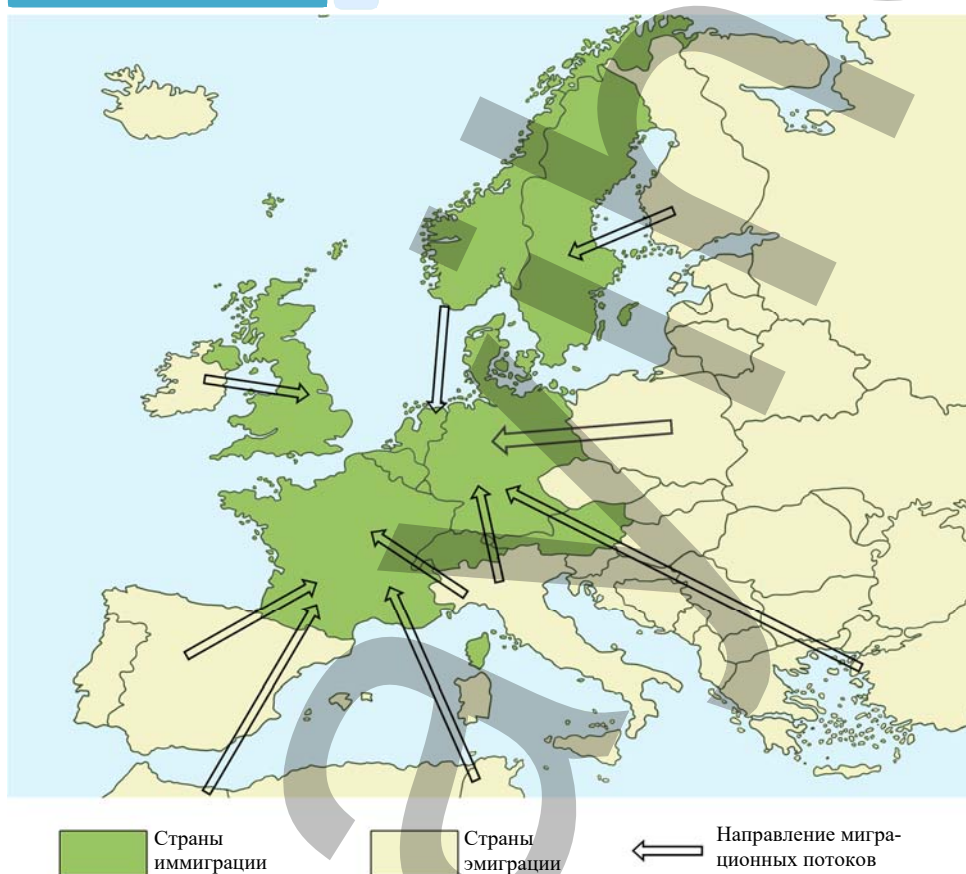 Страны
иммиграции
Страны
эмиграции
Направление мигра-
ционных потоков